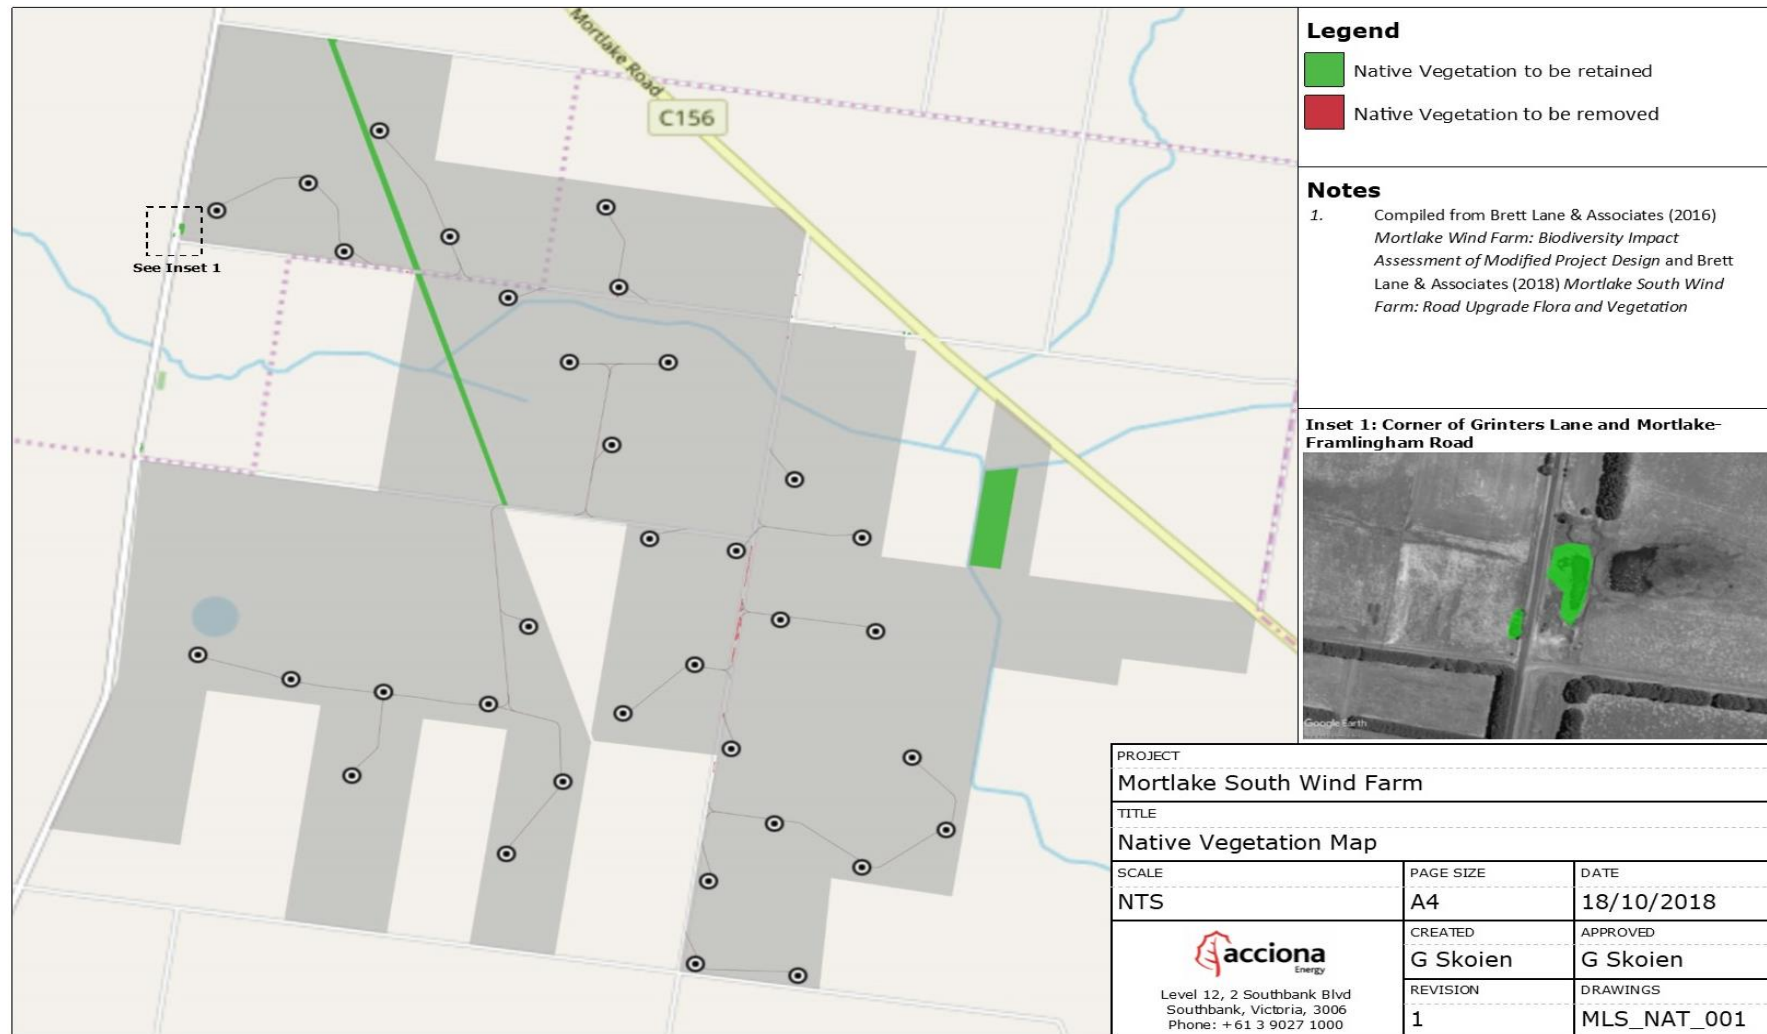 Mortlake Road
C156
See Inset 1
Legend
Native Vegetation to be retained
Native Vegetation to be removed
Notes
1. Compiled from Brett Lane & Associates (2016)
Mortlake Wind Farm: Biodiversity Impact
Assessment of Modified Project Design and Brett
Lane & Associates (2018) Mortlake South Wind
Farm: Road Upgrade Flora and Vegetation
Inset 1: Corner of Grinters Lane and Mortlake-
Framlingham Road
Google Earth
PROJECT
Mortlake South Wind Farm
TITLE
Native Vegetation Map
SCALE
NTS
PAGE SIZE
A4
DATE
18/10/2018
acciona
Energy
Level 12, 2 Southbank Blvd
Southbank, Victoria, 3006
Phone: +61 3 9027 1000
CREATED
G Skoien
APPROVED
G Skoien
REVISION
1
DRAWINGS
MLS_NAT_001